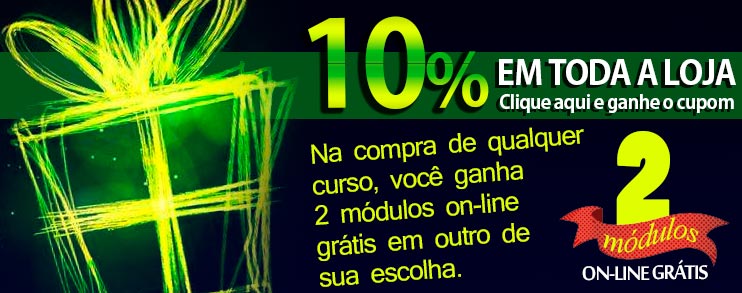 10% EM TODA A LOJA
Clique aqui e ganhe o cupom
Na compra de qualquer
curso, você ganha
2 módulos on-line
grátis em outro de
sua escolha.
2
módulos
ON-LINE GRÁTIS